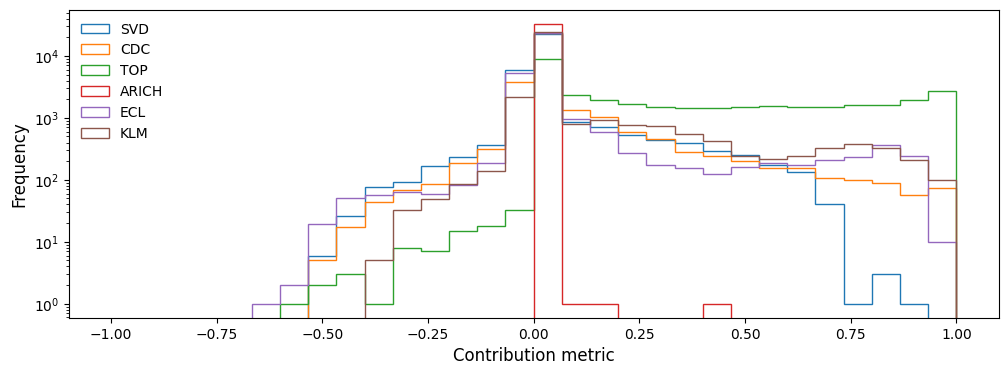 SVD
CDC
TOP
ARICH
ECL
KLM
Frequency
10⁴
10³
10²
10¹
10⁰
−1.00 −0.75 −0.50 −0.25 0.00 0.25 0.50 0.75 1.00
Contribution metric